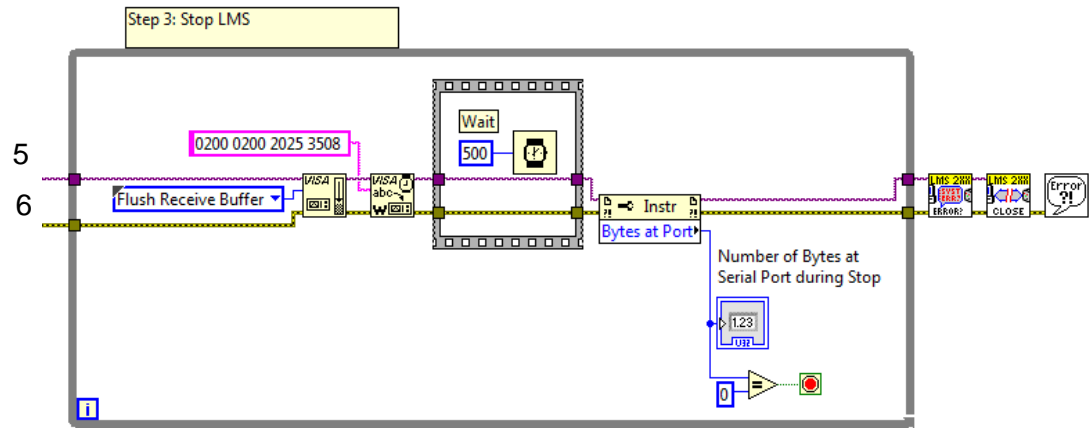 Step 3: Stop LMS
Wait
500
0200 0200 2025 3508
5
VISA
VISA
abc
W
Flush Receive Buffer
6
Instr
Bytes at Port
LMS 2XX
SYST
ERR?
ERROR?
LMS 2XX
CLOSE
Error
?!
Number of Bytes at
Serial Port during Stop
1.23
U32
=
0
i